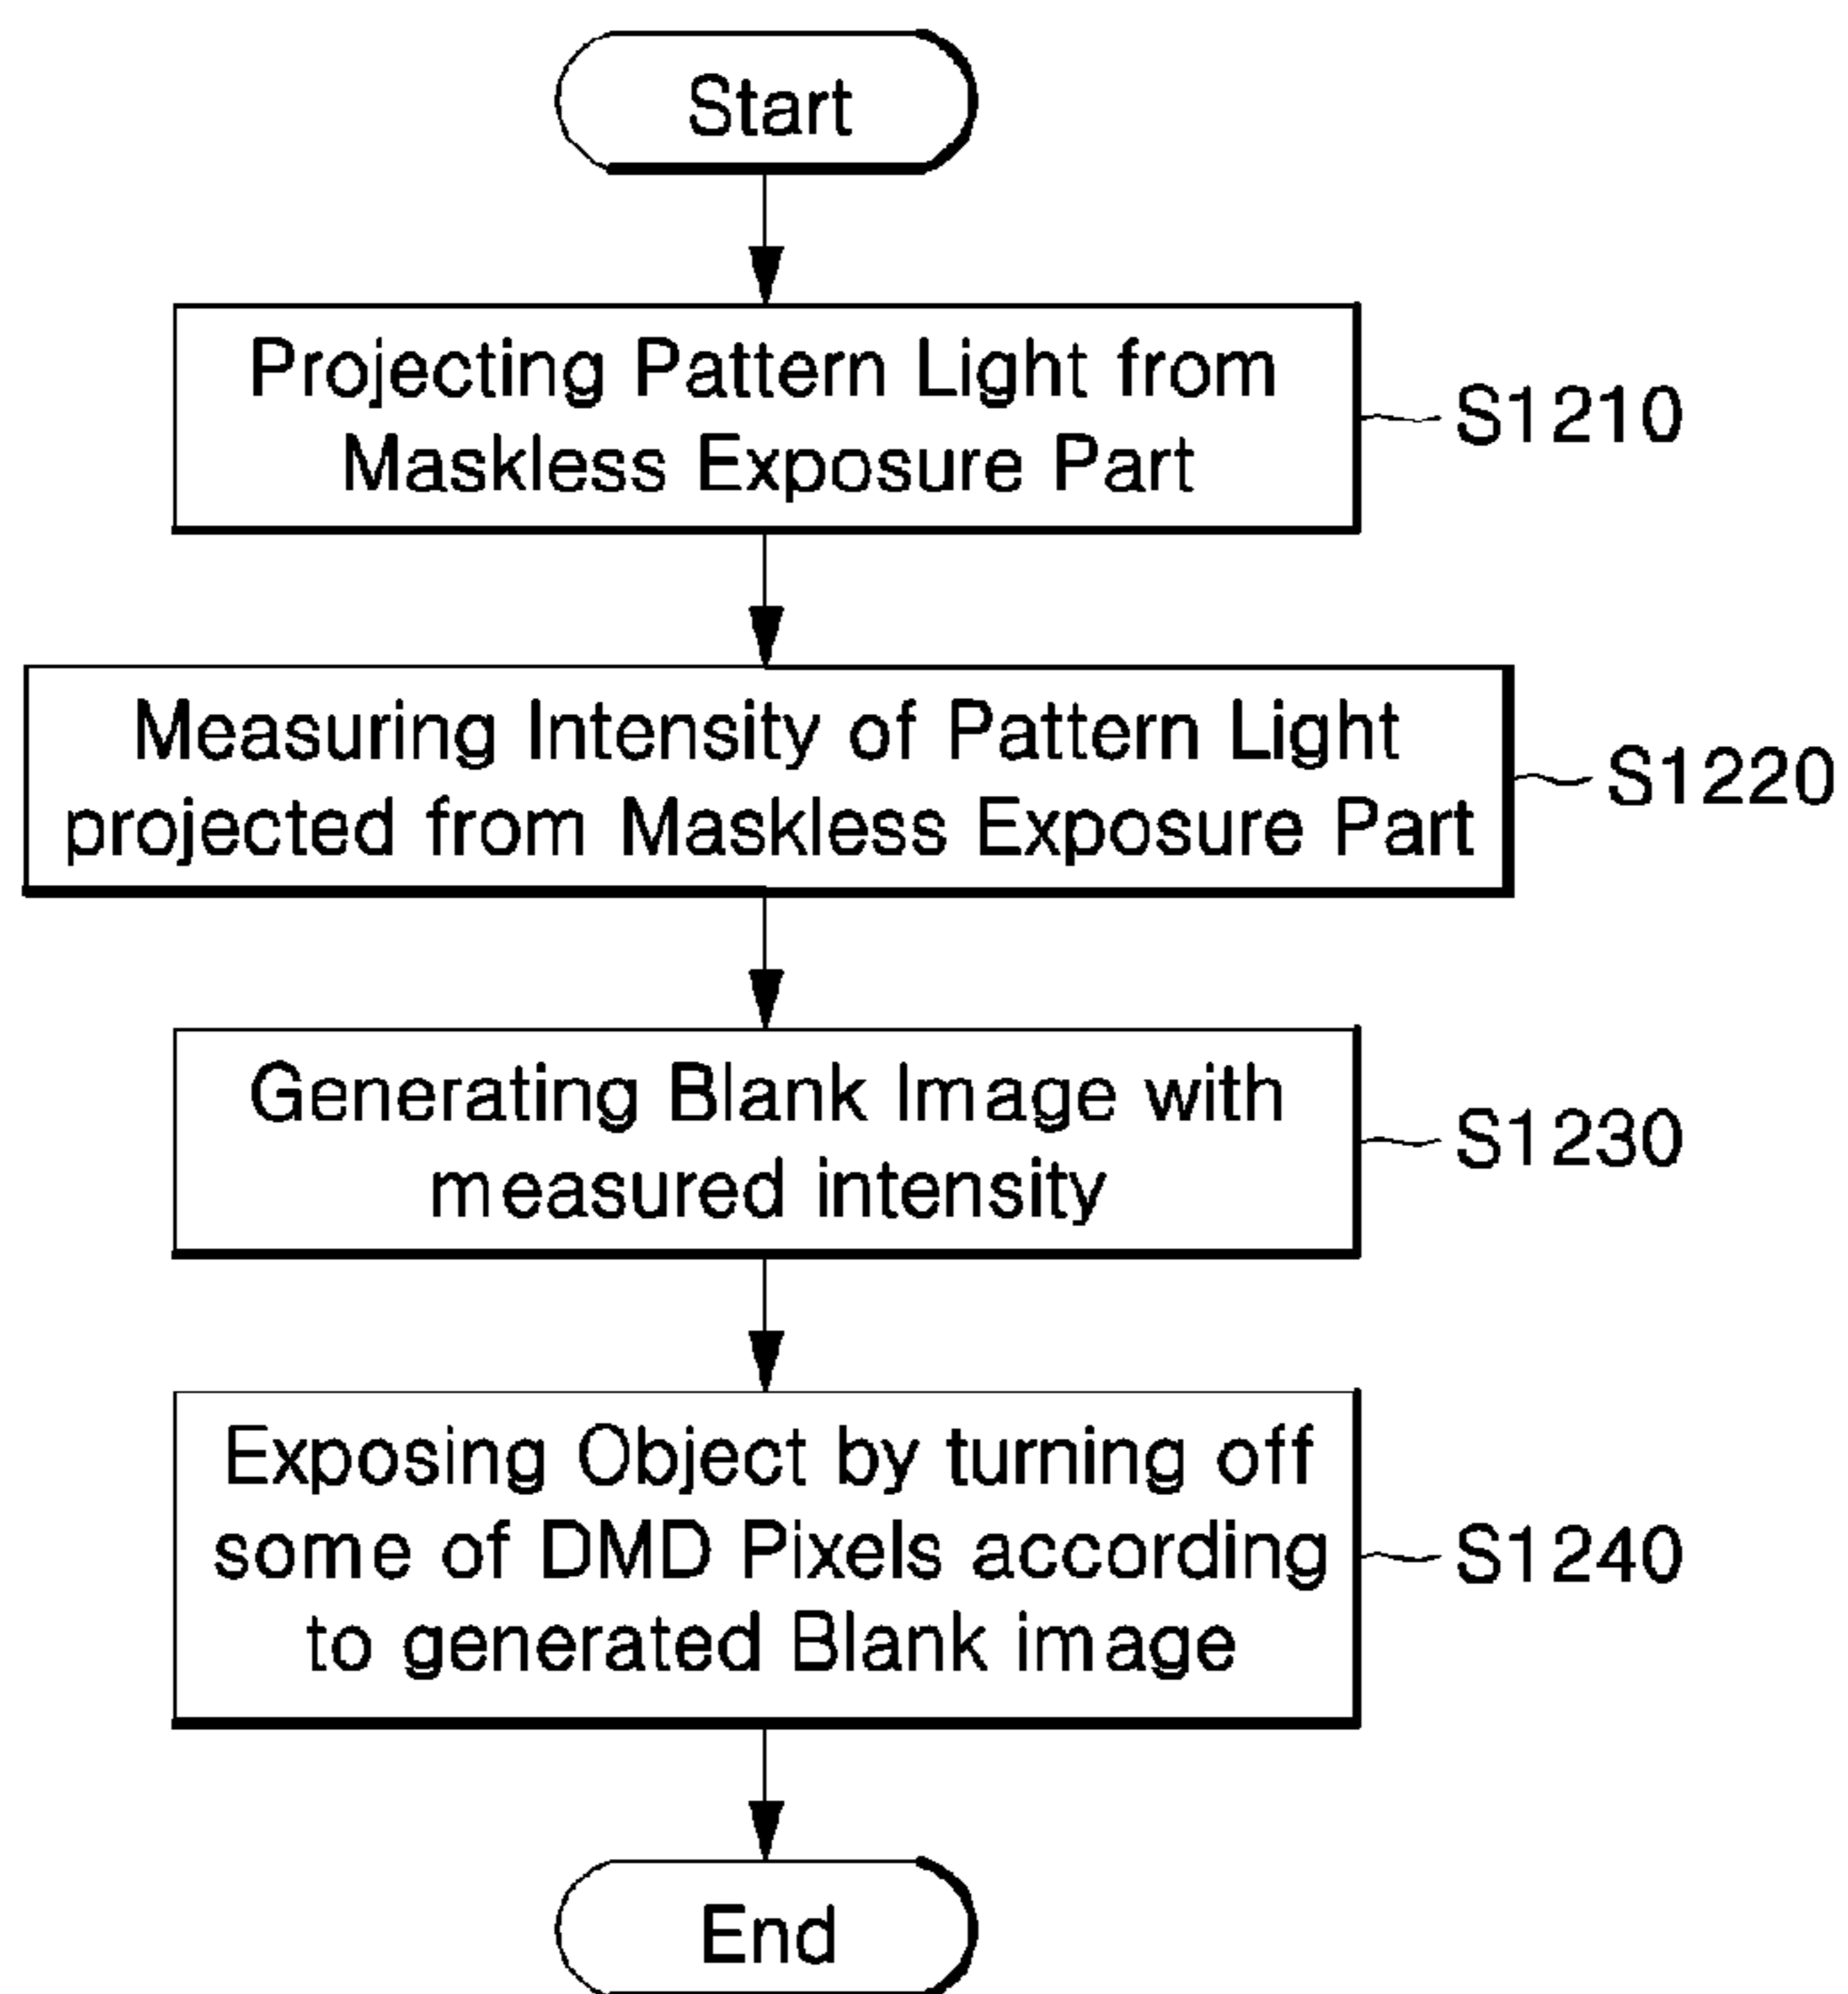 Start
Projecting Pattern Light from
Maskless Exposure Part
S1210
Measuring Intensity of Pattern Light
projected from Maskless Exposure Part
S1220
Generating Blank Image with
measured intensity
S1230
Exposing Object by turning off
some of DMD Pixels according
to generated Blank image
S1240
End